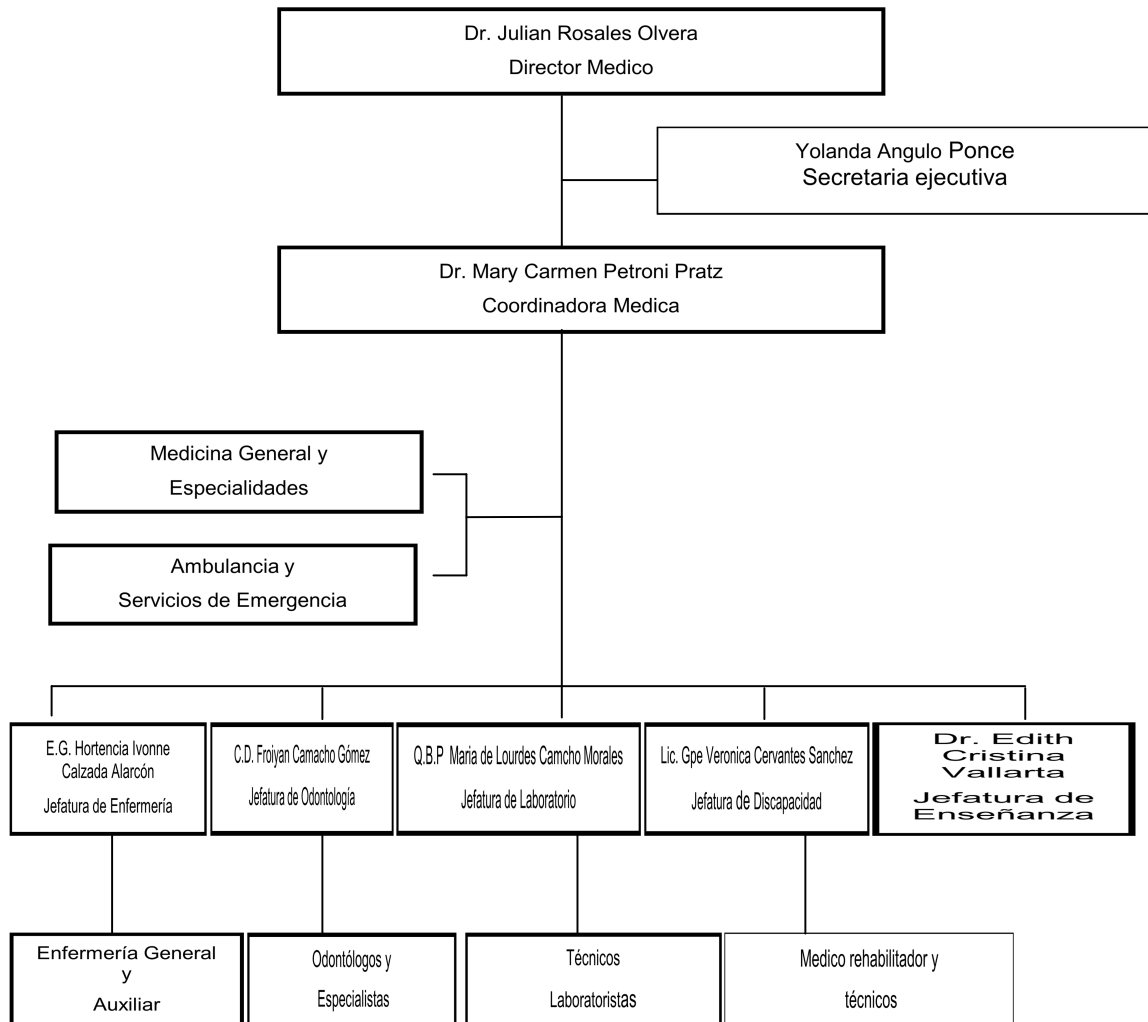 Dr. Julian Rosales Olvera
Director Medico
Yolanda Angulo Ponce
Secretaria ejecutiva
Dr. Mary Carmen Petroni Pratz
Coordinadora Medica
Medicina General y
Especialidades
Ambulancia y
Servicios de Emergencia
E.G. Hortencia Ivonne
Calzada Alarcón
Jefatura de Enfermería
C.D. Froiyan Camacho Gómez
Jefatura de Odontología
Q.B.P Maria de Lourdes Camcho Morales
Jefatura de Laboratorio
Lic. Gpe Veronica Cervantes Sanchez
Jefatura de Discapacidad
Dr. Edith
Cristina
Vallarta
Jefatura de
Enseñanza
Enfermería General
y
Auxiliar
Odontólogos y
Especialistas
Técnicos
Laboratoristas
Medico rehabilitador y
técnicos